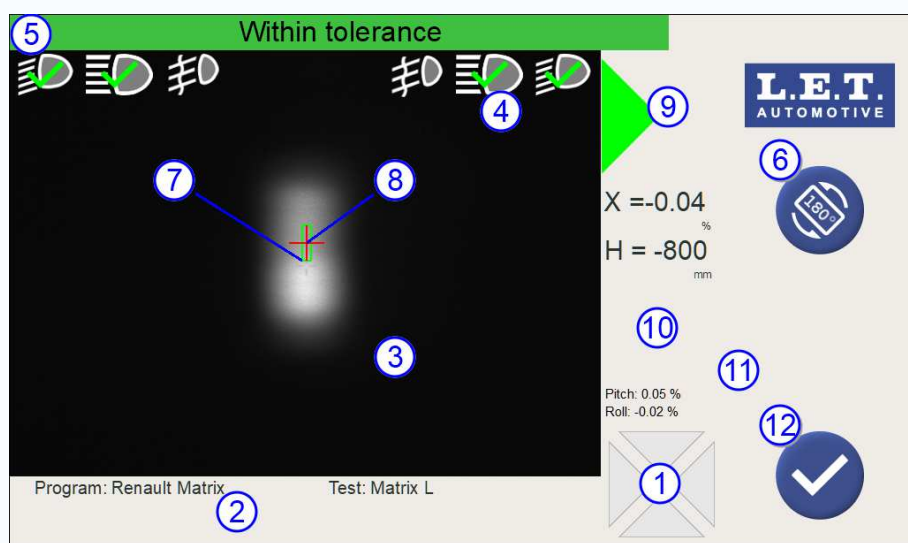 Within tolerance
5
4
9
L.E.T.
AUTOMOTIVE
6
180°
7
8
X =-0.04
%
H = -800
mm
10
3
11
Pitch: 0.05 %
Roll: -0.02 %
12
1
Program: Renault Matrix
Test: Matrix L
2